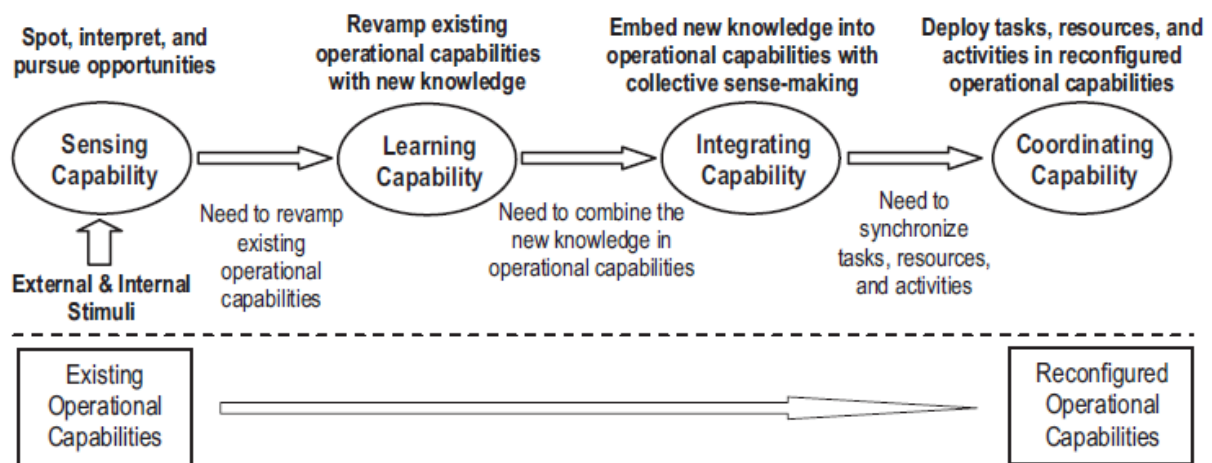 Spot, interpret, and
pursue opportunities
Revamp existing
operational capabilities
with new knowledge
Embed new knowledge into
operational capabilities with
collective sense-making
Deploy tasks, resources, and
activities in reconfigured
operational capabilities
Sensing
Capability
Learning
Capability
Integrating
Capability
Coordinating
Capability
Need to revamp
existing
operational
capabilities
Need to combine the
new knowledge in
operational capabilities
Need to
synchronize
tasks, resources,
and activities
External & Internal
Stimuli
Existing
Operational
Capabilities
Reconfigured
Operational
Capabilities